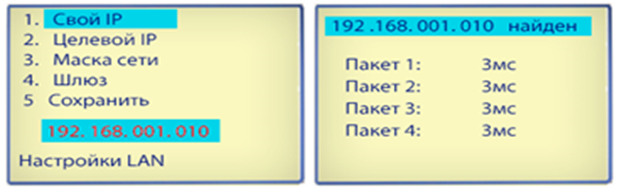 1. Свой IP
2. Целевой IP
3. Маска сети
4. Шлюз
5 Сохранить
192. 168. 001. 010
Настройки LAN
192 .168. 001. 010 найден
Пакет 1: 3мс
Пакет 2: 3мс
Пакет 3: 3мс
Пакет 4: 3мс